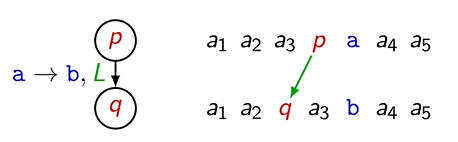 p
a → b, L
q
a₁ a₂ a₃ p a a₄ a₅
a₁ a₂ q a₃ b a₄ a₅